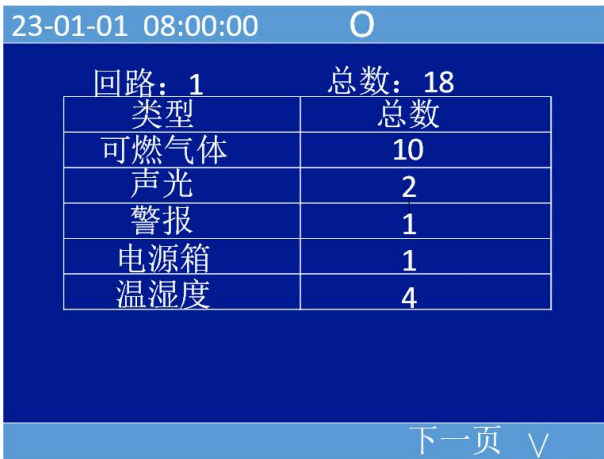 23-01-01 08:00:00 O
回路：1 总数：18
类型 总数
可燃气体 10
声光 2
警报 1
电源箱 1
温湿度 4
下一页 ∨